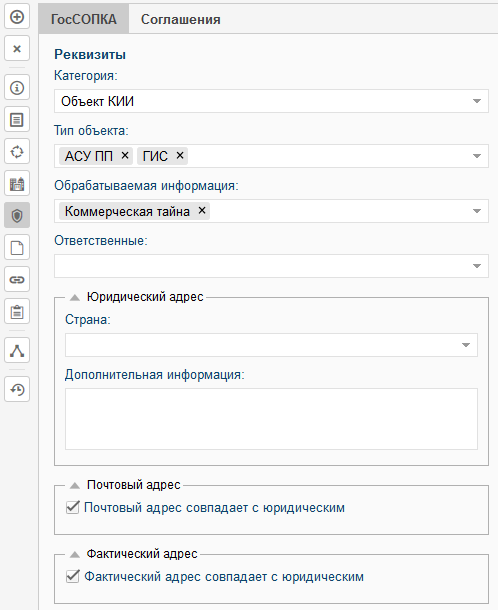 ГосСОПКА Соглашения
Реквизиты
Категория:
Объект КИИ
Тип объекта:
АСУ ПП × ГИС ×
Обрабатываемая информация:
Коммерческая тайна ×
Ответственные:
Юридический адрес
Страна:
Дополнительная информация:
Почтовый адрес
Почтовый адрес совпадает с юридическим
Фактический адрес
Фактический адрес совпадает с юридическим